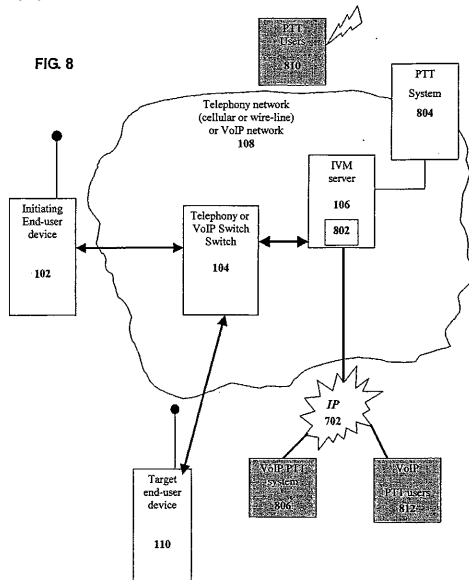 FIG. 8
PTT
Users
810
PTT
System
804
Telephony network
(cellular or wire-line)
or VoIP network
108
IVM
server
106
802
Initiating
End-user
device
102
Telephony or
VoIP Switch
Switch
104
IP
702
VoIP PTT
system
806
VoIP
PTT users
812
Target
end-user
device
110